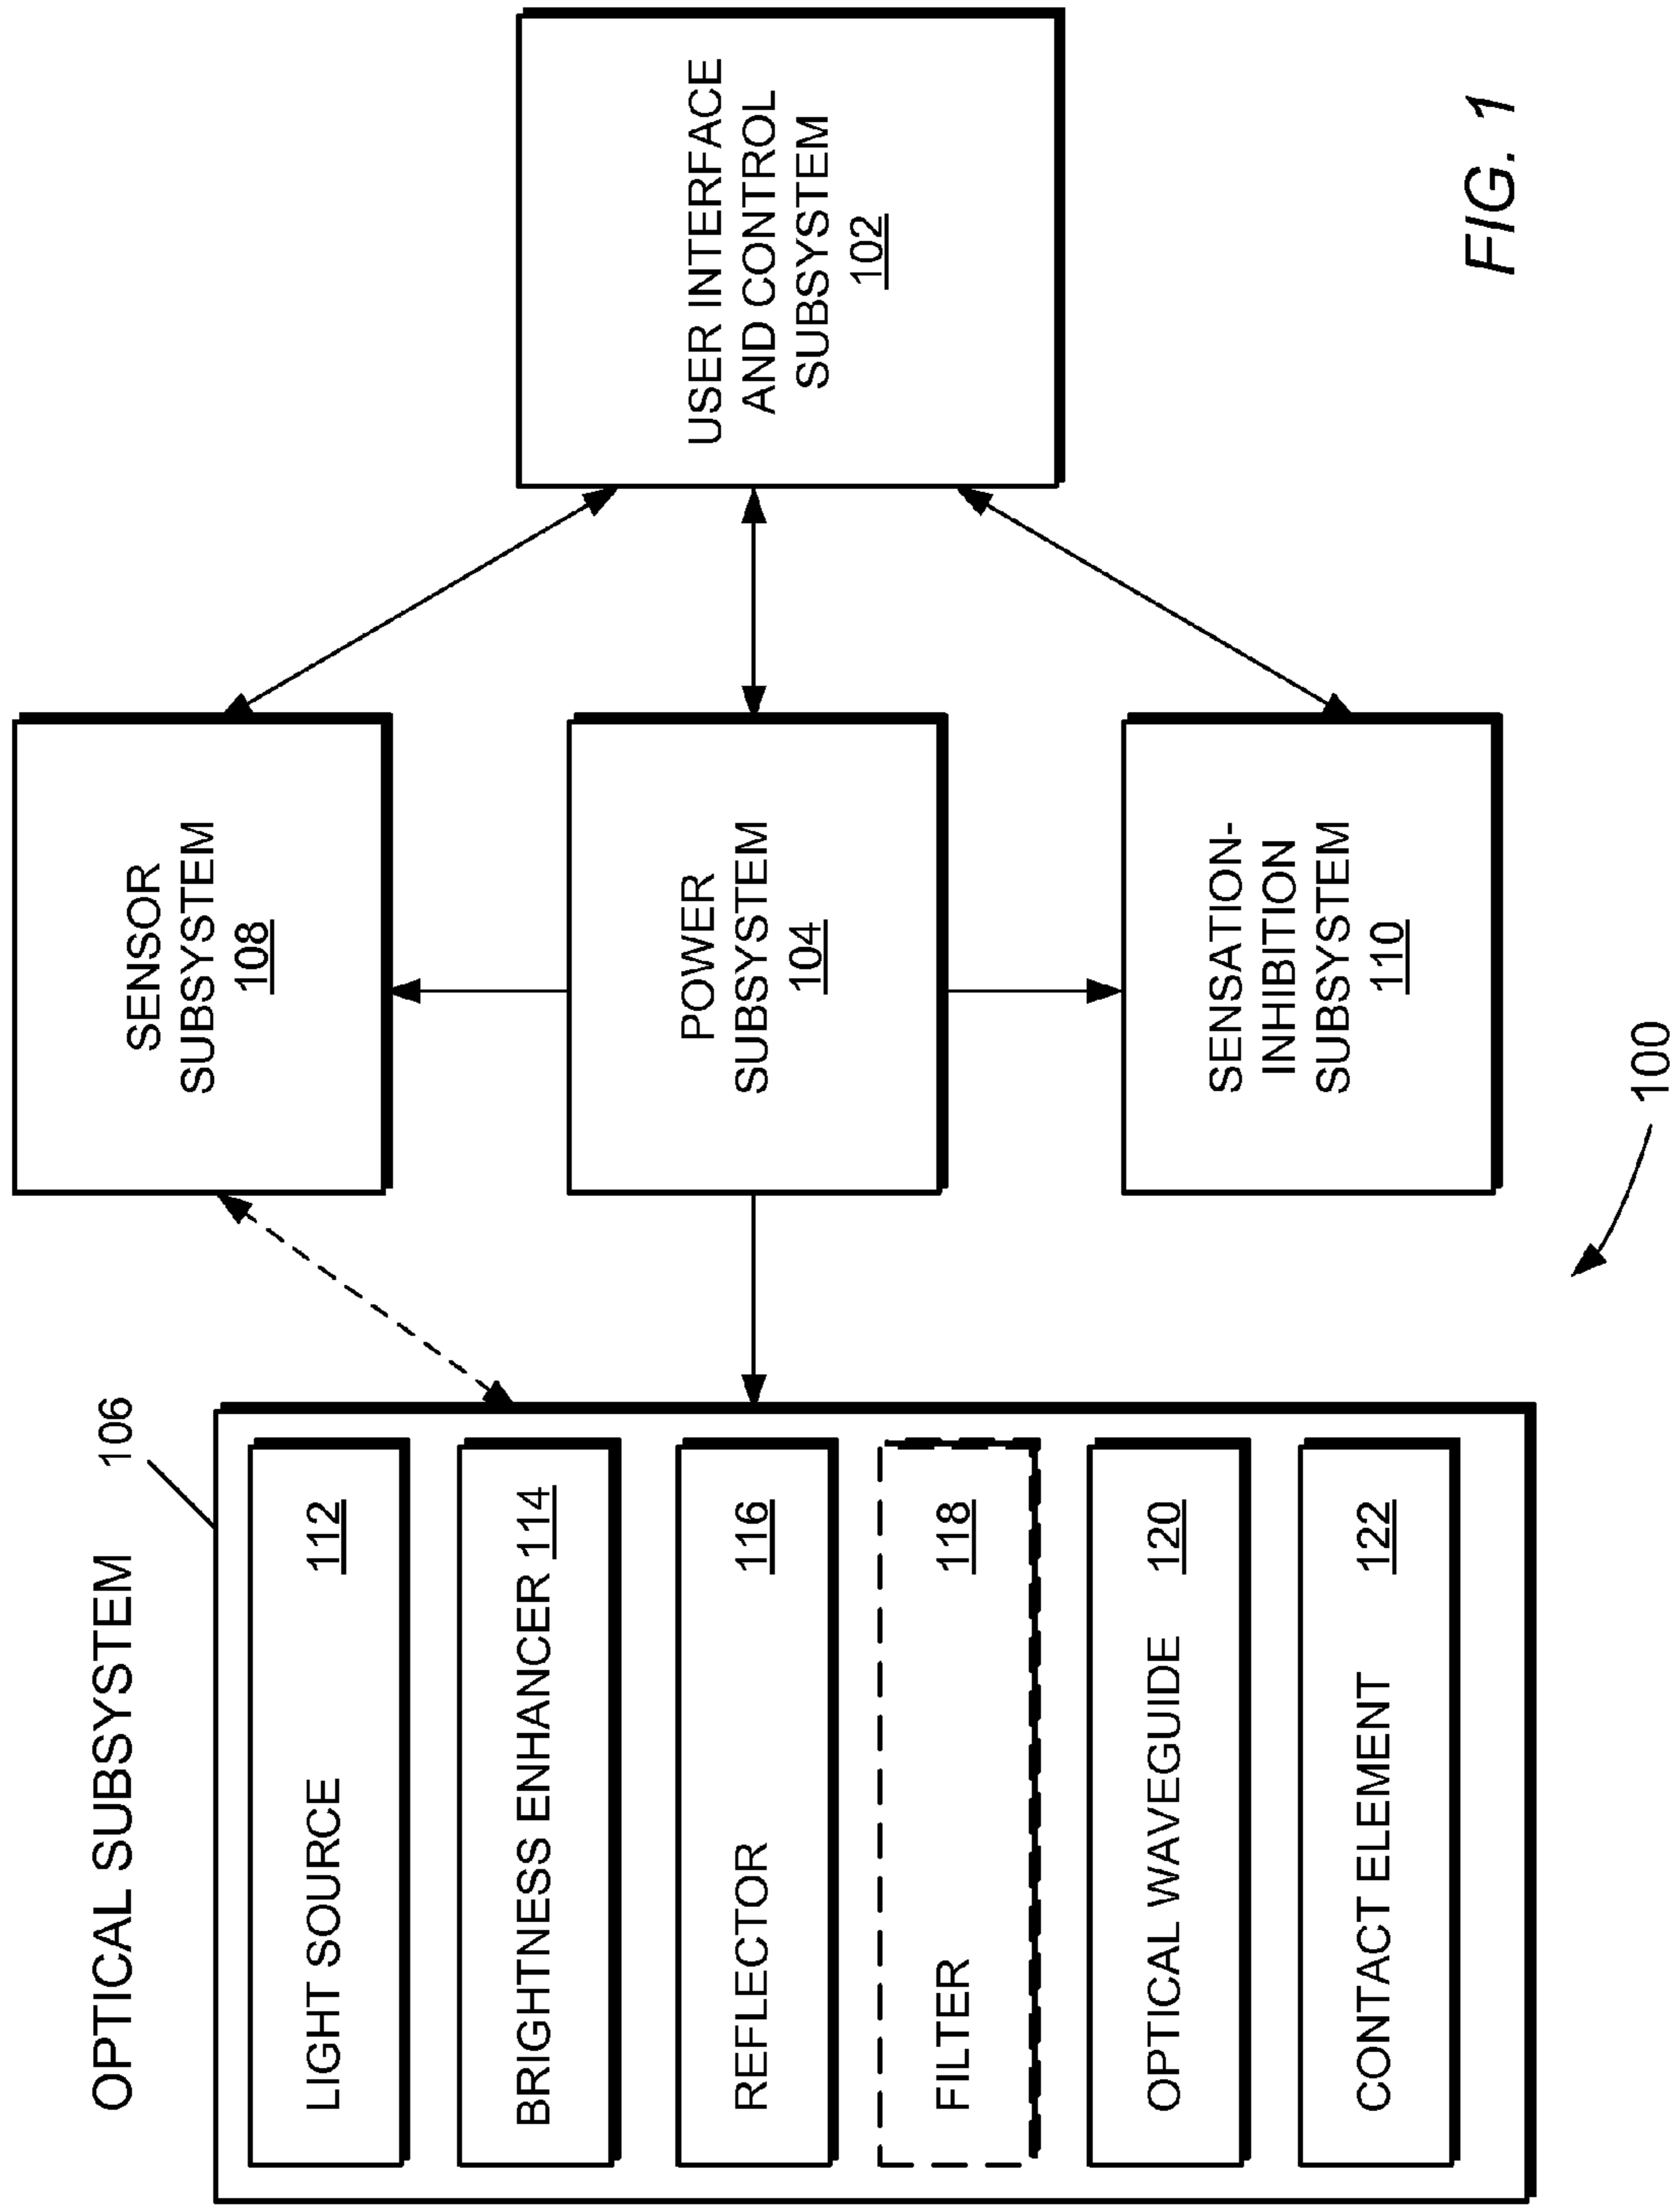 OPTICAL SUBSYSTEM
106
LIGHT SOURCE 112
BRIGHTNESS ENHANCER 114
REFLECTOR 116
FILTER 118
OPTICAL WAVEGUIDE 120
CONTACT ELEMENT 122
SENSOR
SUBSYSTEM
108
POWER
SUBSYSTEM
104
SENSATION-
INHIBITION
SUBSYSTEM
110
USER INTERFACE
AND CONTROL
SUBSYSTEM
102
100
FIG. 1